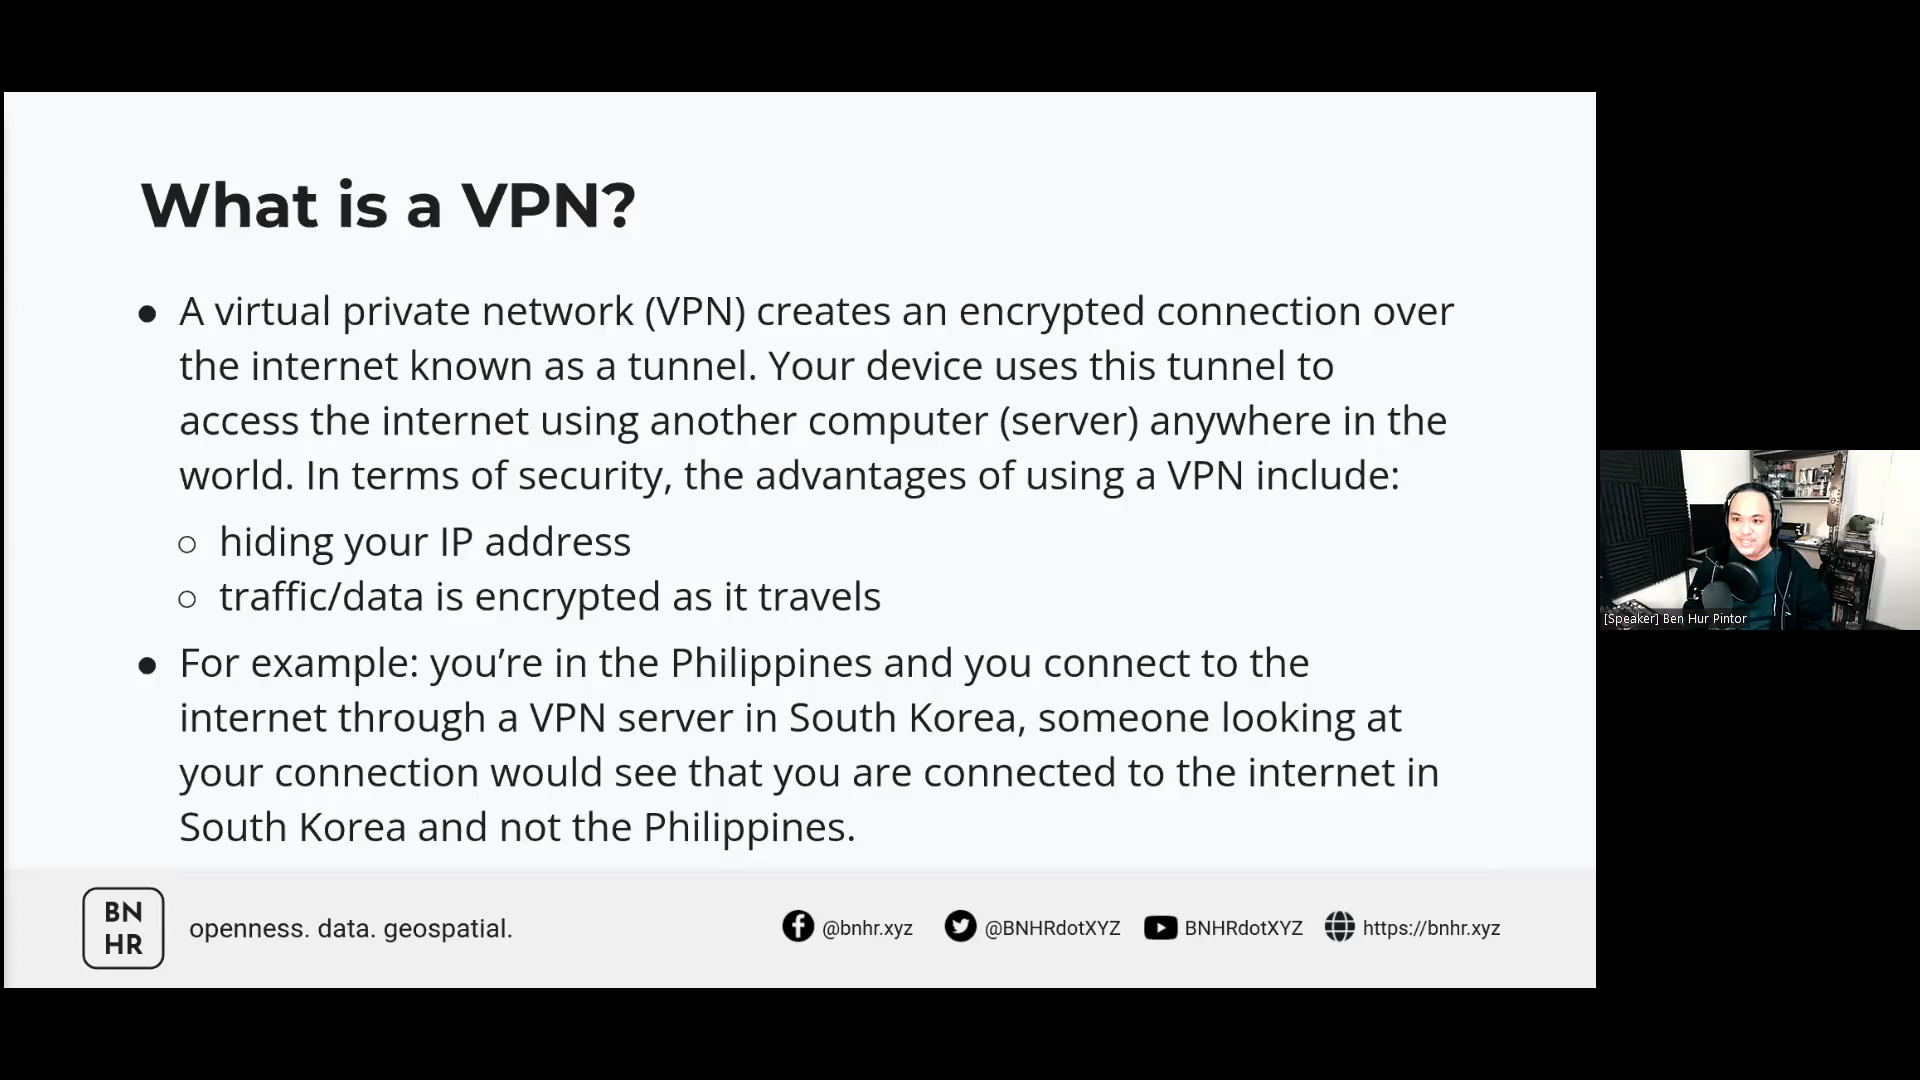 What is a VPN?
● A virtual private network (VPN) creates an encrypted connection over
the internet known as a tunnel. Your device uses this tunnel to
access the internet using another computer (server) anywhere in the
world. In terms of security, the advantages of using a VPN include:
○ hiding your IP address
○ traffic/data is encrypted as it travels
● For example: you’re in the Philippines and you connect to the
internet through a VPN server in South Korea, someone looking at
your connection would see that you are connected to the internet in
South Korea and not the Philippines.
[Speaker] Ben Hur Pintor
BN
HR
openness. data. geospatial.
@bnhr.xyz
@BNHRdotXYZ
BNHRdotXYZ
https://bnhr.xyz